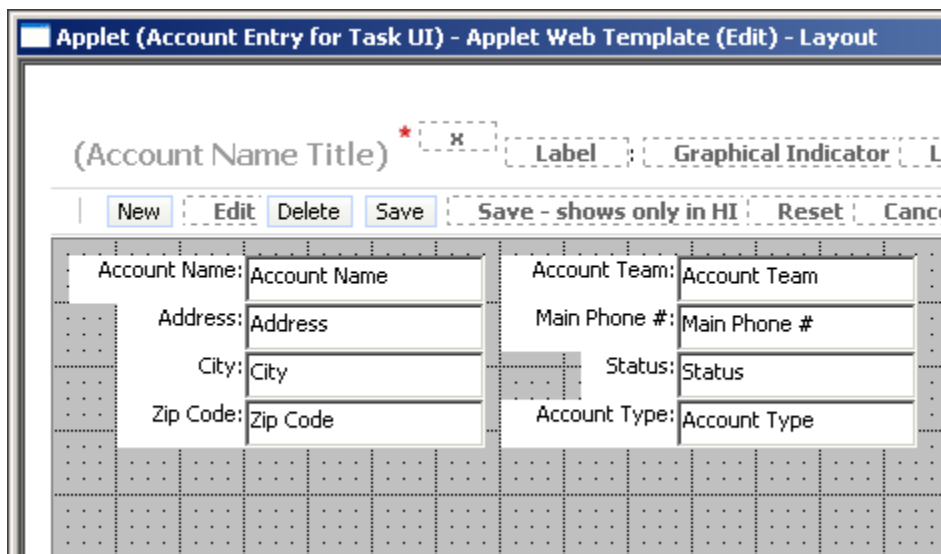 Applet (Account Entry for Task UI) - Applet Web Template (Edit) - Layout
(Account Name Title) * x Label : Graphical Indicator L
New Edit Delete Save Save - shows only in HI Reset Canc
Account Name: Account Name Account Team: Account Team
Address: Address Main Phone #: Main Phone #
City: City Status: Status
Zip Code: Zip Code Account Type: Account Type